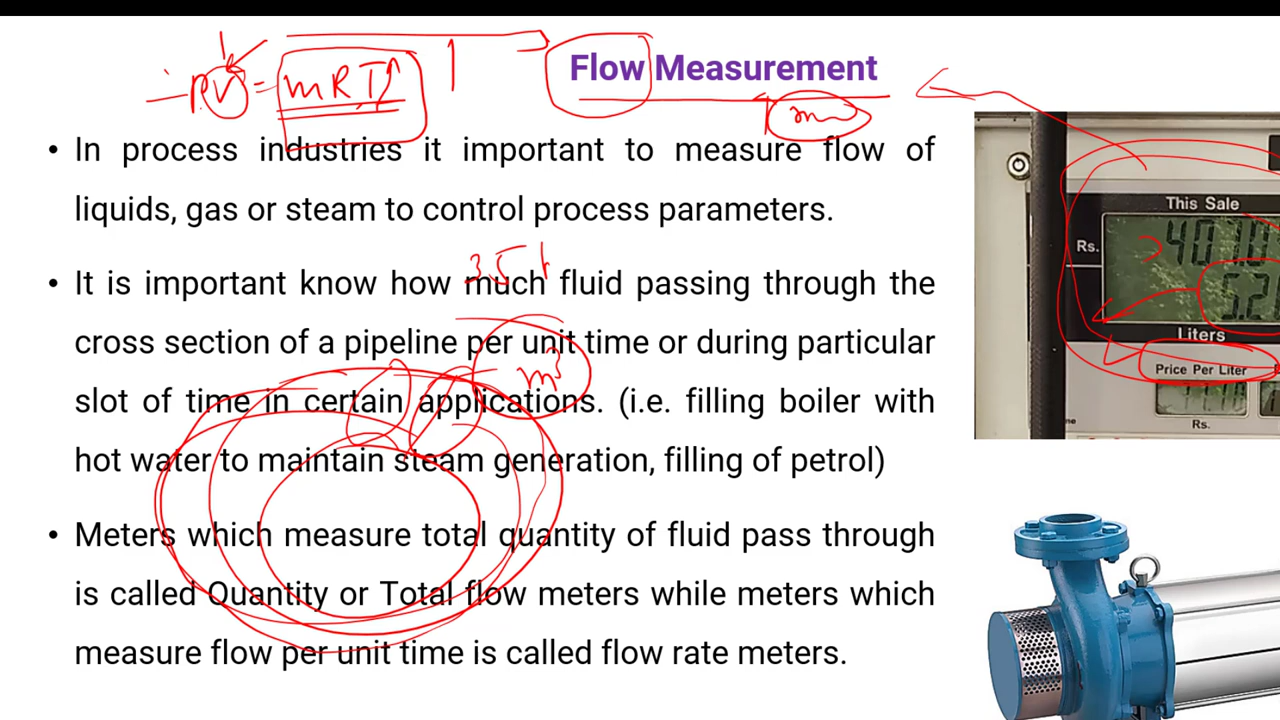 PV = mRT↑
Flow Measurement
m
• In process industries it important to measure flow of
liquids, gas or steam to control process parameters.
3.5
• It is important know how much fluid passing through the
cross section of a pipeline per unit time or during particular
m³
slot of time in certain applications. (i.e. filling boiler with
hot water to maintain steam generation, filling of petrol)
• Meters which measure total quantity of fluid pass through
is called Quantity or Total flow meters while meters which
measure flow per unit time is called flow rate meters.
This Sale
Rs.
Liters
Price Per Liter
Rs.